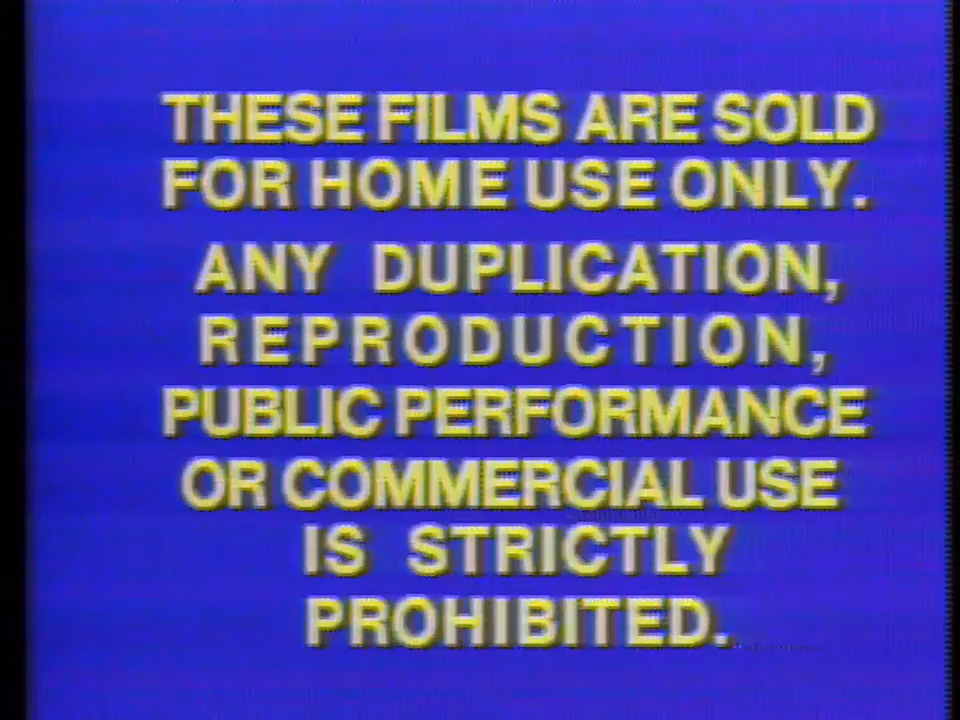 THESE FILMS ARE SOLD
FOR HOME USE ONLY.
ANY DUPLICATION,
REPRODUCTION,
PUBLIC PERFORMANCE
OR COMMERCIAL USE
IS STRICTLY
PROHIBITED.